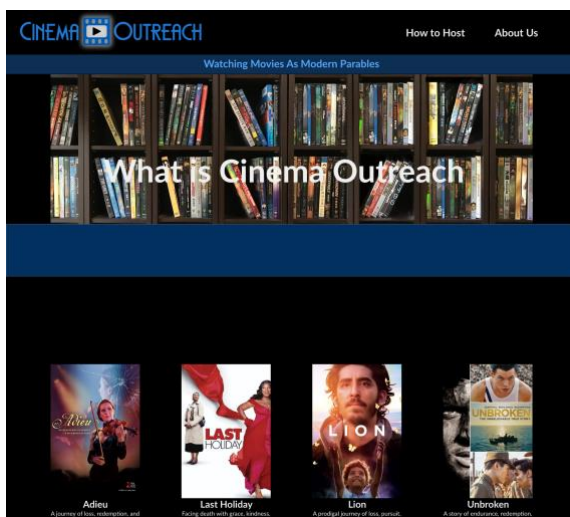 CINEMA OUTREACH
How to Host
About Us
Watching Movies As Modern Parables
What is Cinema Outreach
Adieu
LAST
HOLIDAY
LION
UNBROKEN
Adieu
A journey of loss, redemption, and
Last Holiday
Facing death with grace, kindness,
Lion
A prodigal journey of loss, pursuit,
Unbroken
A story of endurance, redemption,